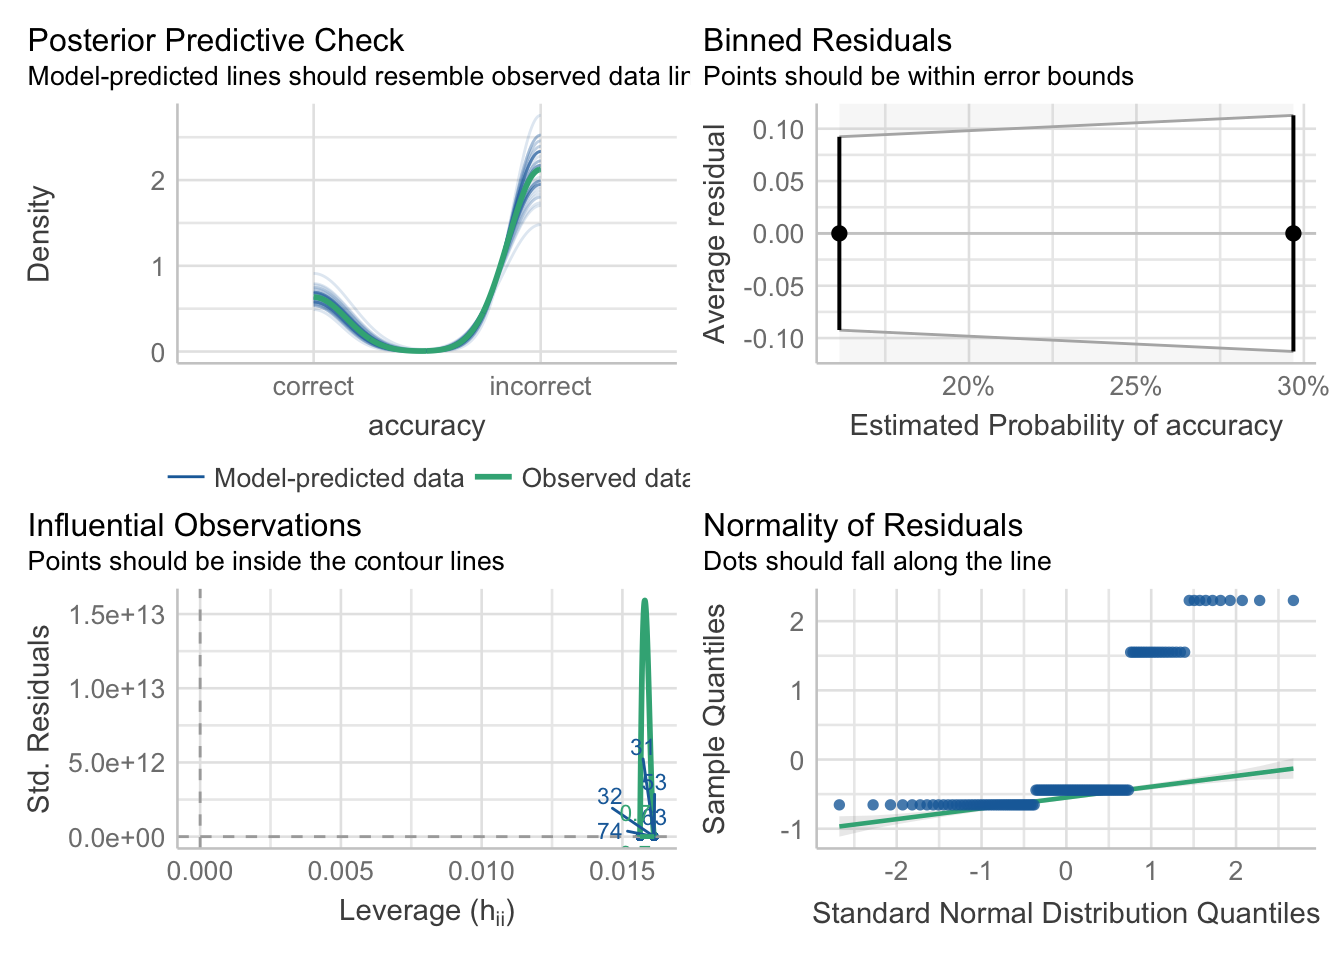 Posterior Predictive Check
Model-predicted lines should resemble observed data lin
Density
2
1
0
correct
incorrect
accuracy
Model-predicted data
Observed data
Binned Residuals
Points should be within error bounds
Average residual
0.10
0.05
0.00
-0.05
-0.10
20%
25%
30%
Estimated Probability of accuracy
Influential Observations
Points should be inside the contour lines
Std. Residuals
1.5e+13
1.0e+13
5.0e+12
0.0e+00
31
53
32
33
74
0.000
0.005
0.010
0.015
Leverage (hii)
Normality of Residuals
Dots should fall along the line
Sample Quantiles
2
1
0
-1
-2
-1
0
1
2
Standard Normal Distribution Quantiles